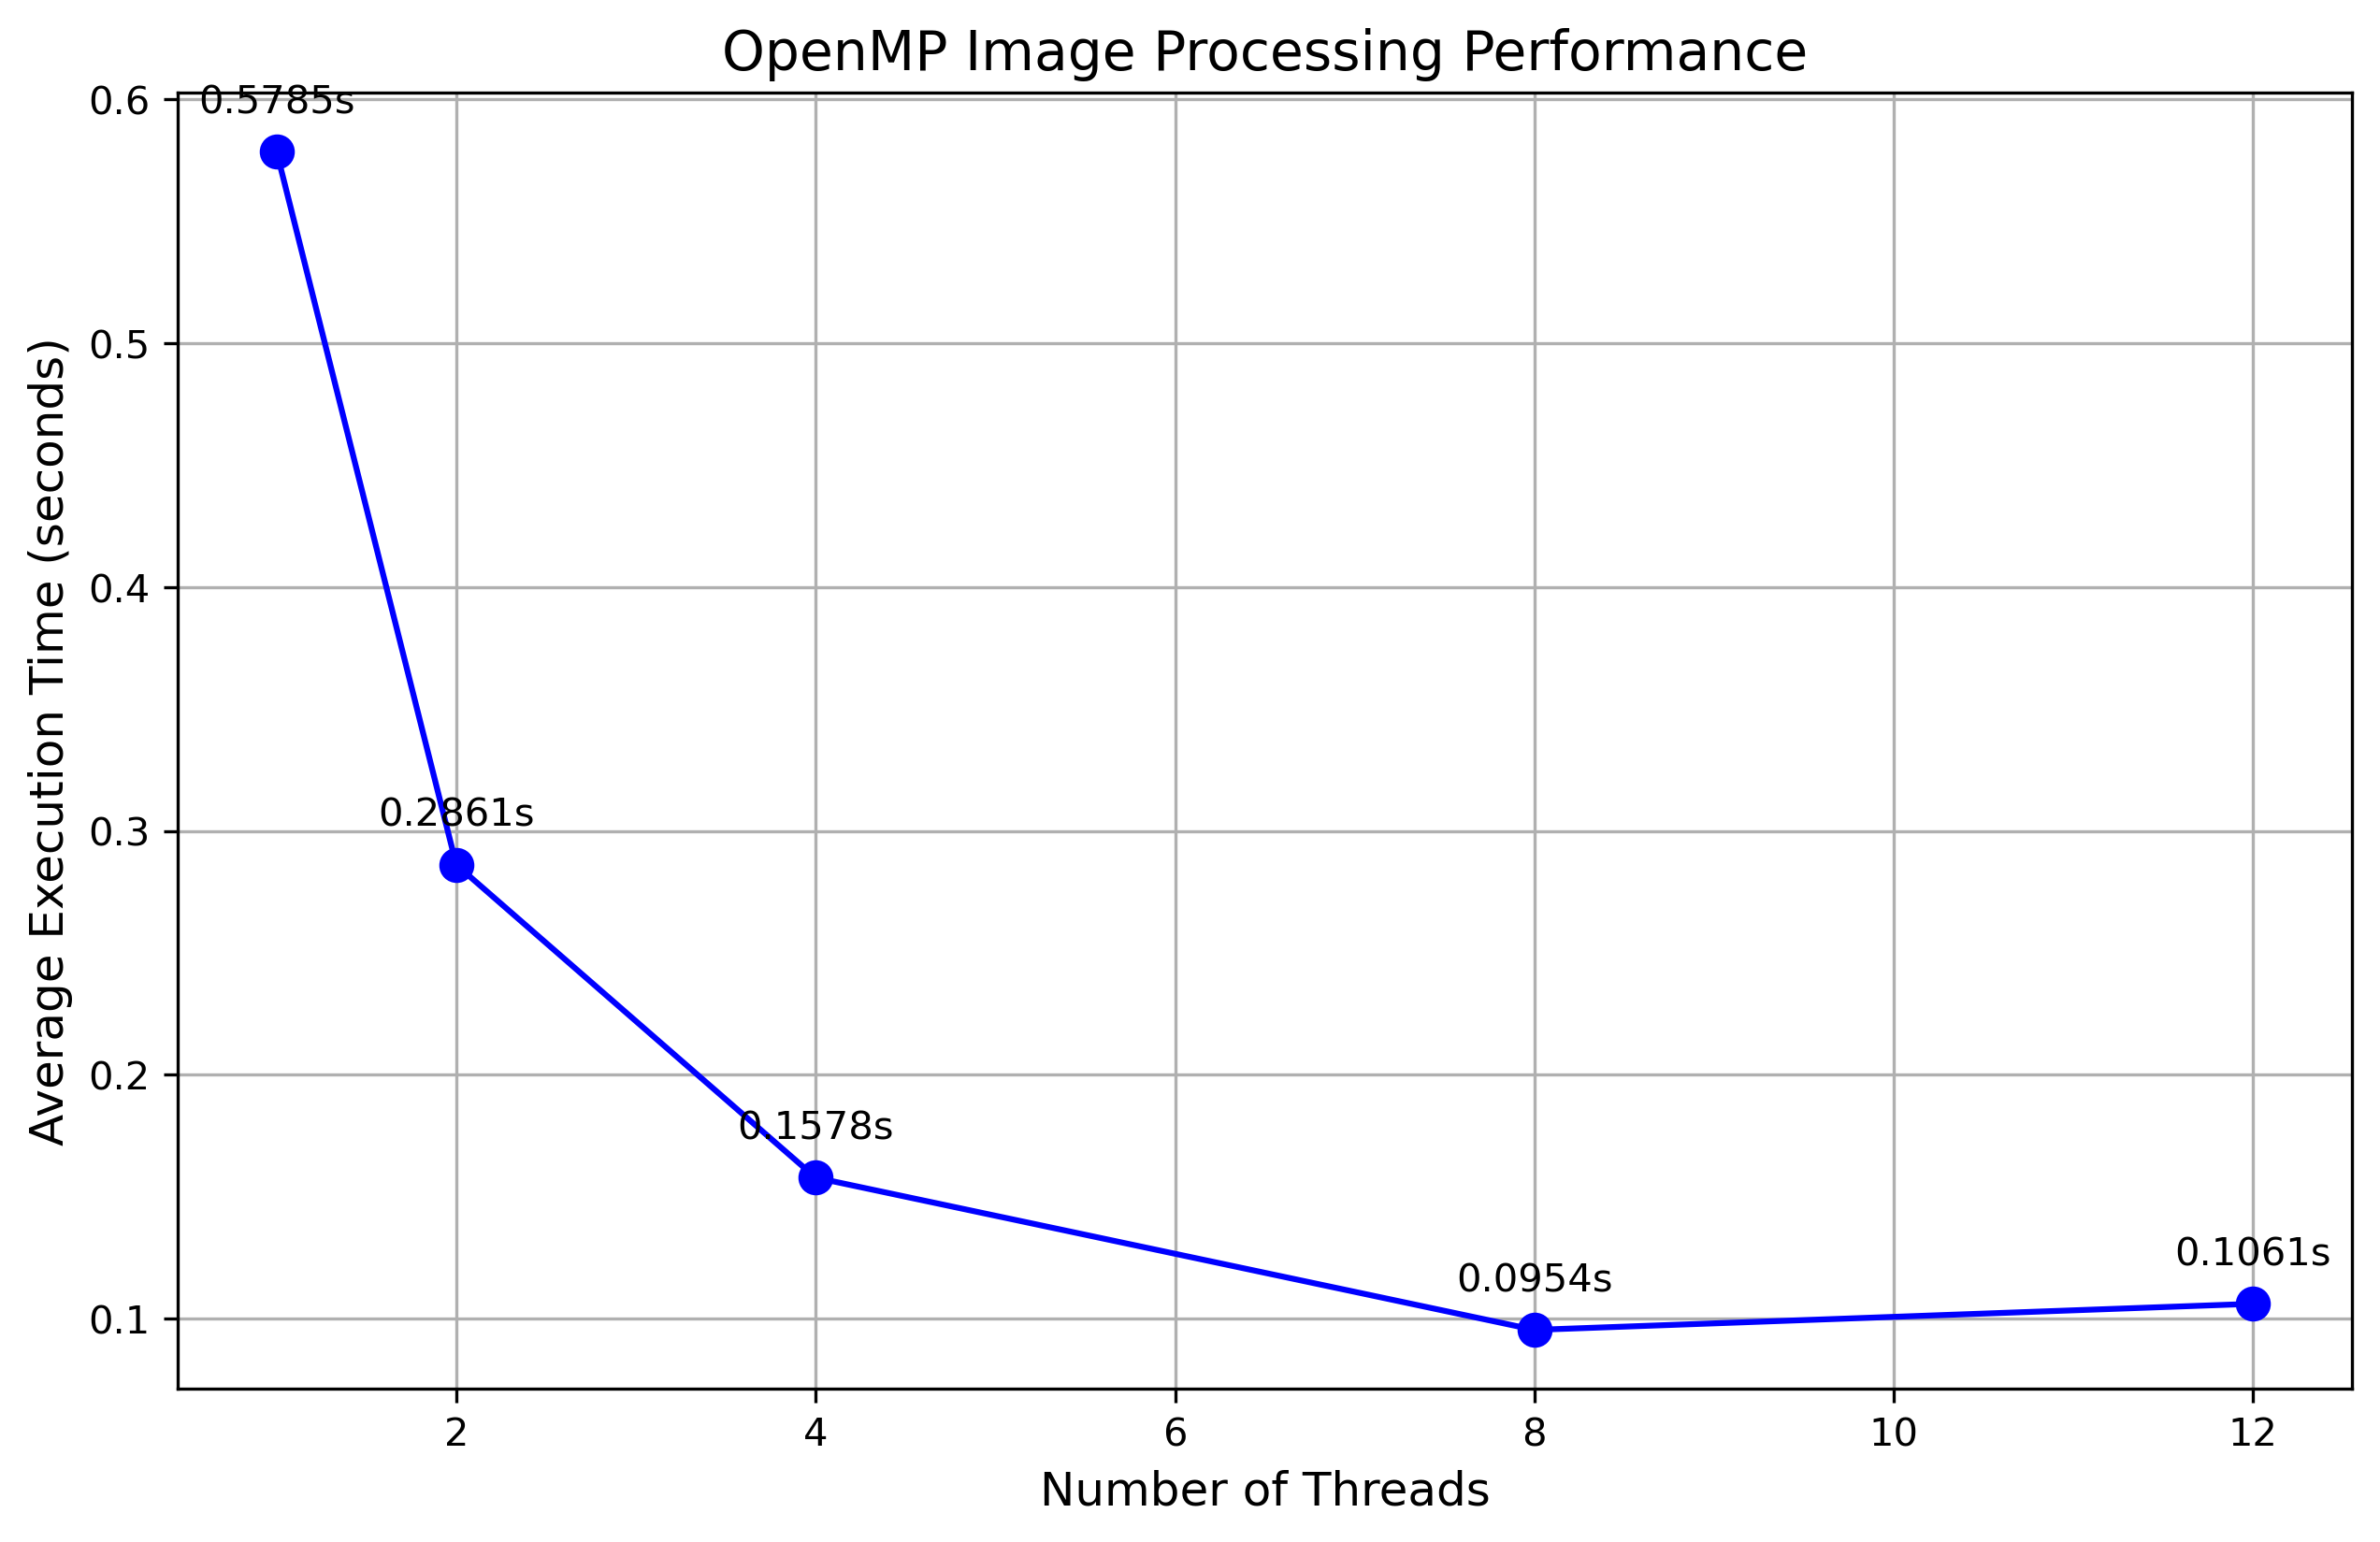 OpenMP Image Processing Performance
0.6
0.5785s
0.5
0.4
0.3
0.2861s
0.2
0.1578s
0.1
0.0954s
0.1061s
2
4
6
8
10
12
Average Execution Time (seconds)
Number of Threads